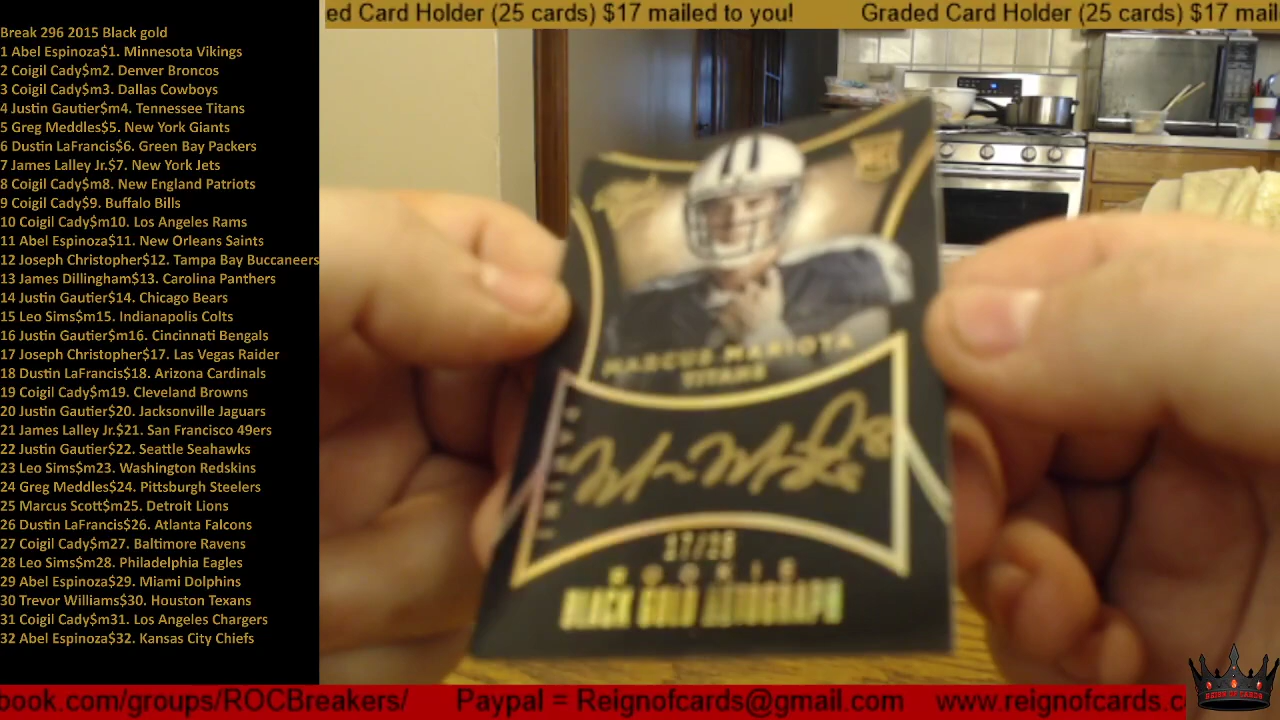 ed Card Holder (25 cards) $17 mailed to you! Graded Card Holder (25 cards) $17 mail
Break 296 2015 Black gold
1 Abel Espinoza$1. Minnesota Vikings
2 Coigil Cady$m2. Denver Broncos
3 Coigil Cady$m3. Dallas Cowboys
4 Justin Gautier$m4. Tennessee Titans
5 Greg Meddles$5. New York Giants
6 Dustin LaFrancis$6. Green Bay Packers
7 James Lalley Jr.$7. New York Jets
8 Coigil Cady$m8. New England Patriots
9 Coigil Cady$9. Buffalo Bills
10 Coigil Cady$m10. Los Angeles Rams
11 Abel Espinoza$11. New Orleans Saints
12 Joseph Christopher$12. Tampa Bay Buccaneers
13 James Dillingham$13. Carolina Panthers
14 Justin Gautier$14. Chicago Bears
15 Leo Sims$m15. Indianapolis Colts
16 Justin Gautier$m16. Cincinnati Bengals
17 Joseph Christopher$17. Las Vegas Raider
18 Dustin LaFrancis$18. Arizona Cardinals
19 Coigil Cady$m19. Cleveland Browns
20 Justin Gautier$20. Jacksonville Jaguars
21 James Lalley Jr.$21. San Francisco 49ers
22 Justin Gautier$22. Seattle Seahawks
23 Leo Sims$m23. Washington Redskins
24 Greg Meddles$24. Pittsburgh Steelers
25 Marcus Scott$m25. Detroit Lions
26 Dustin LaFrancis$26. Atlanta Falcons
27 Coigil Cady$m27. Baltimore Ravens
28 Leo Sims$m28. Philadelphia Eagles
29 Abel Espinoza$29. Miami Dolphins
30 Trevor Williams$30. Houston Texans
31 Coigil Cady$m31. Los Angeles Chargers
32 Abel Espinoza$32. Kansas City Chiefs
MARCUS MARIOTA
TITANS
ROOKIE
BLACK GOLD AUTOGRAPH
book.com/groups/ROCBreakers/ Paypal = Reignofcards@gmail.com www.reignofcards.c
REIGN OF CARDS